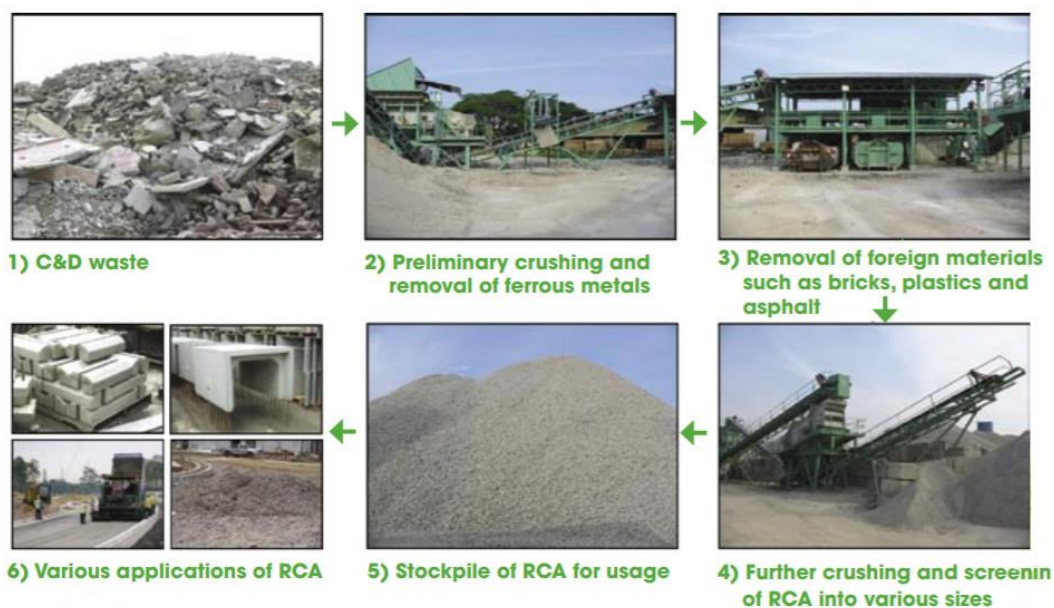 1) C&D waste
2) Preliminary crushing and
removal of ferrous metals
3) Removal of foreign materials
such as bricks, plastics and
asphalt
6) Various applications of RCA
5) Stockpile of RCA for usage
4) Further crushing and screenin
of RCA into various sizes